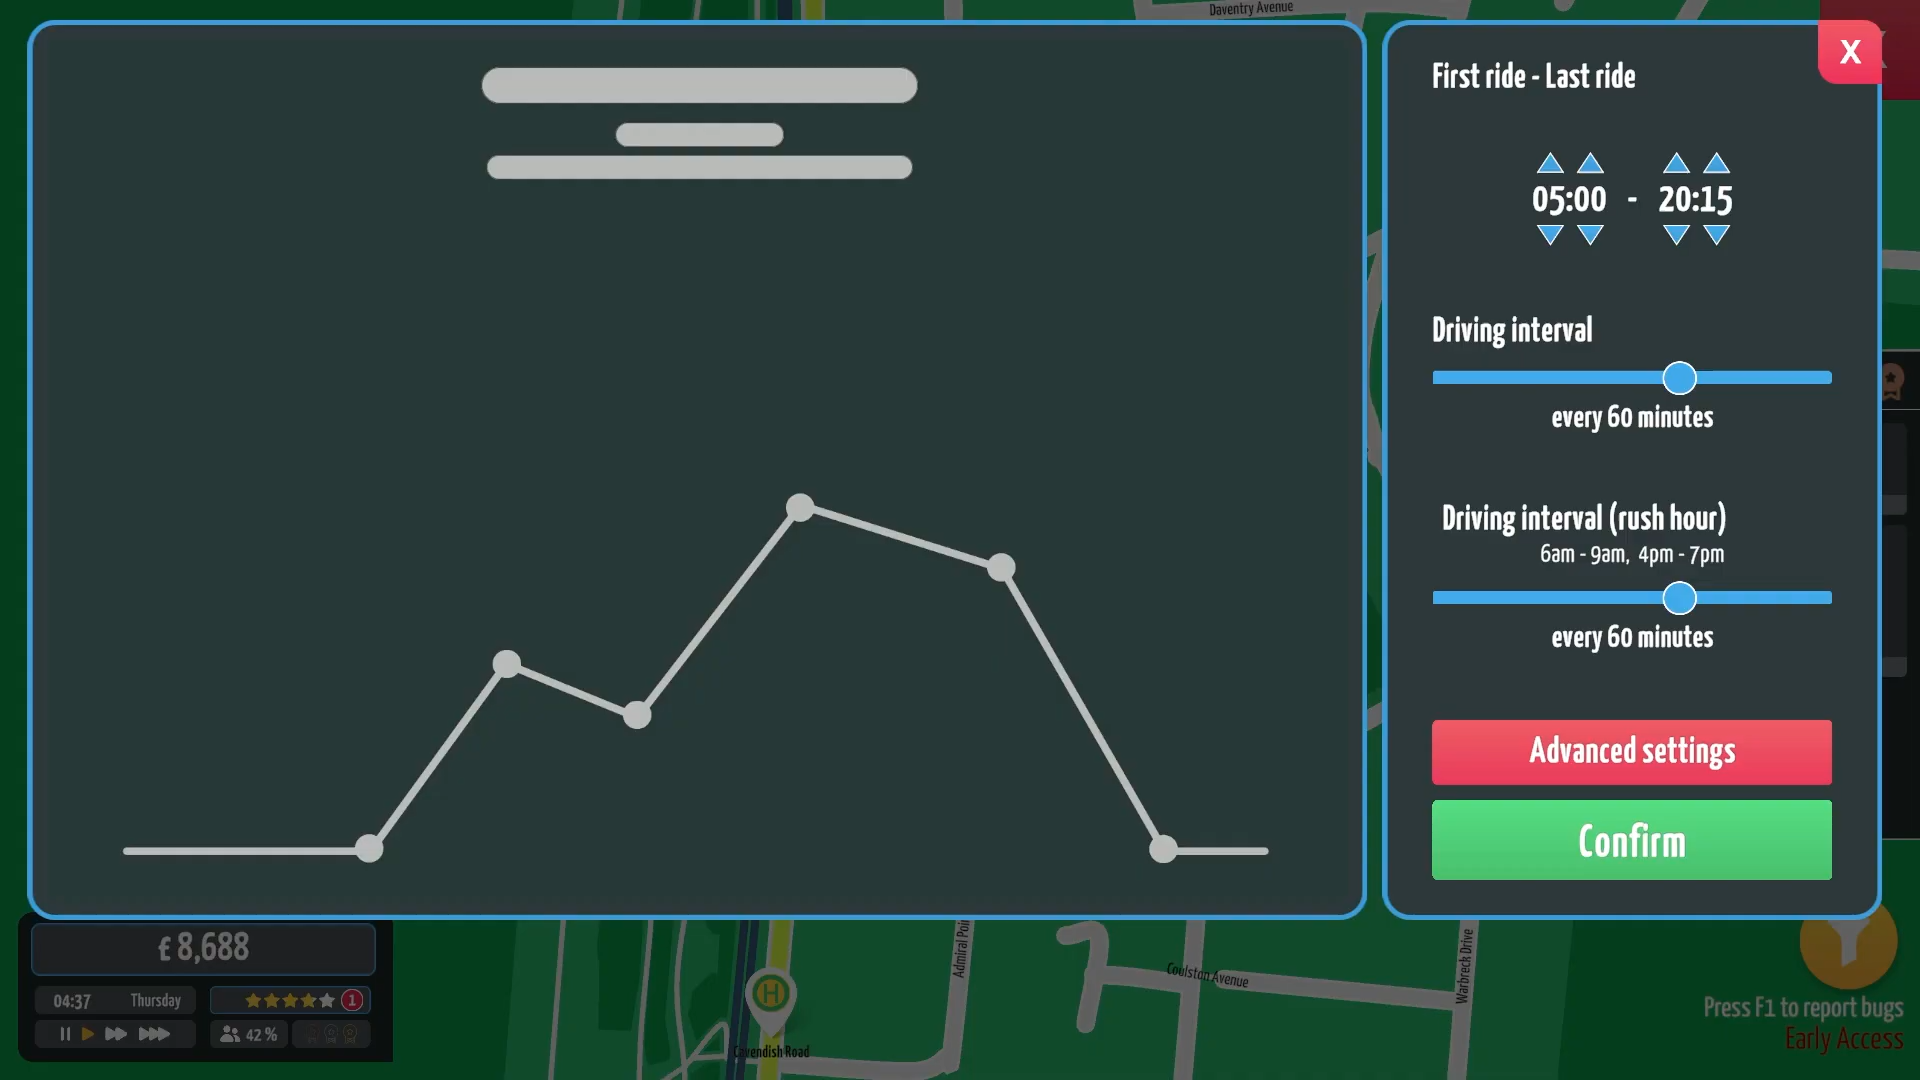 Daventry Avenue
X
First ride - Last ride
05:00 - 20:15
Driving interval
every 60 minutes
Driving interval (rush hour)
6am - 9am, 4pm - 7pm
every 60 minutes
Advanced settings
Confirm
£ 8,688
04:37 Thursday
1
42 %
H
Cavendish Road
Coulston Avenue
Warbreck Drive
Press F1 to report bugs
Early Access